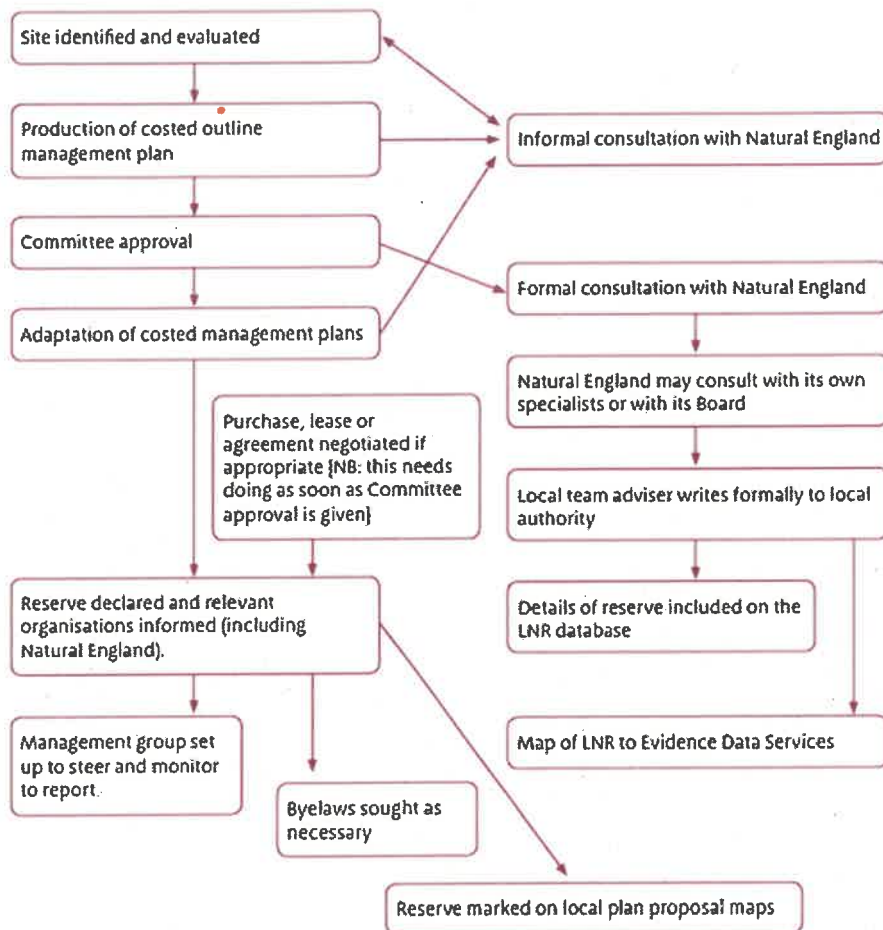 Site identified and evaluated
Production of costed outline
management plan
Informal consultation with Natural England
Committee approval
Formal consultation with Natural England
Adaptation of costed management plans
Natural England may consult with its own
specialists or with its Board
Purchase, lease or
agreement negotiated if
appropriate {NB: this needs
doing as soon as Committee
approval is given}
Local team adviser writes formally to local
authority
Reserve declared and relevant
organisations informed (including
Natural England).
Details of reserve included on the
LNR database
Management group set
up to steer and monitor
to report.
Map of LNR to Evidence Data Services
Byelaws sought as
necessary
Reserve marked on local plan proposal maps